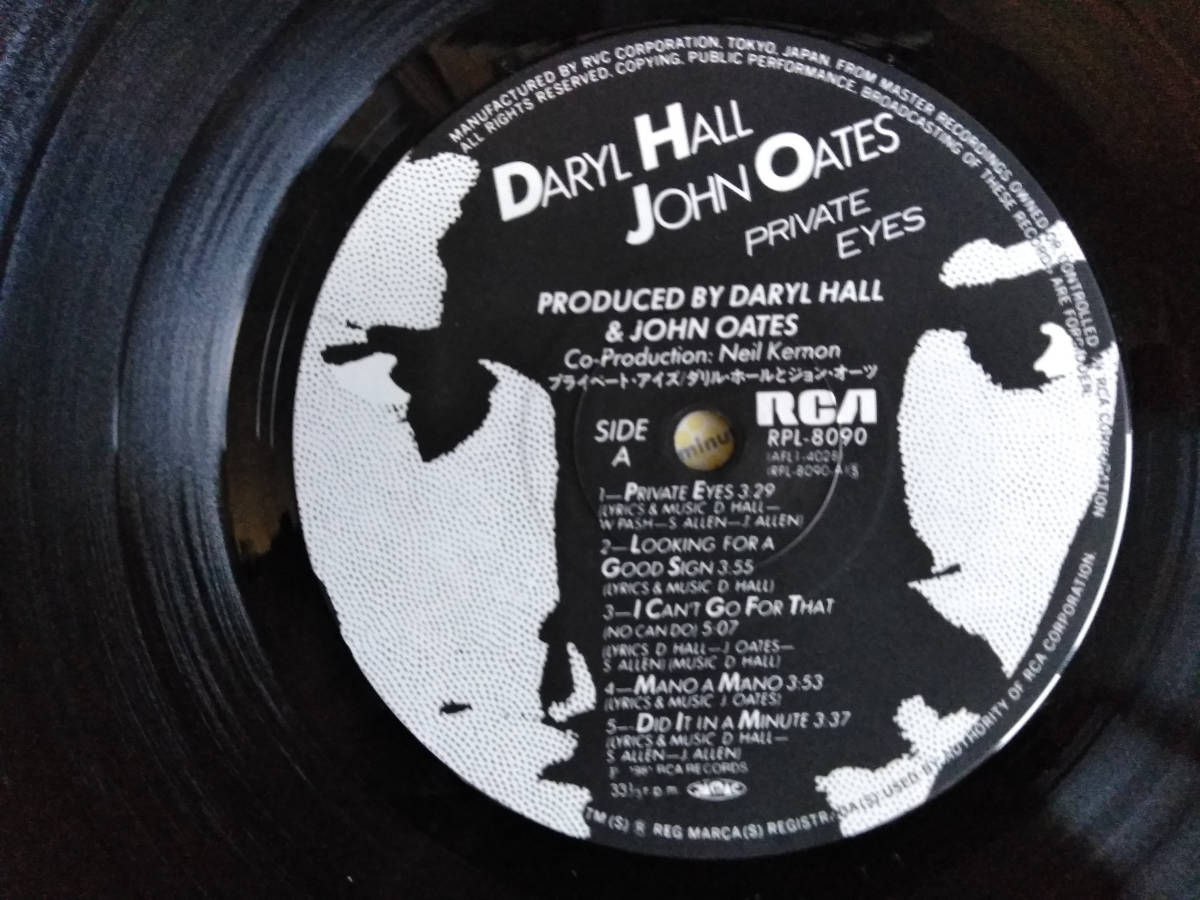 MANUFACTURED BY RVC CORPORATION, TOKYO, JAPAN. FROM MASTER RECORDINGS OWNED OR CONTROLLED BY RCA CORPORATION
ALL RIGHTS RESERVED. COPYING, PUBLIC PERFORMANCE, BROADCASTING OF THESE RECORDS ARE FORBIDDEN.
DARYL HALL
JOHN OATES
PRIVATE
EYES
PRODUCED BY DARYL HALL
& JOHN OATES
Co-Production: Neil Kernon
プライベート・アイズ/ダリル・ホールとジョン・オーツ
RCA
SIDE
A
RPL-8090
(AFL1-4028)
(RPL-8090-A)S
minu
1—PRIVATE EYES 3:29
(LYRICS & MUSIC D HALL—
W PASH—S ALLEN—J ALLEN)
2—LOOKING FOR A
GOOD SIGN 3:55
(LYRICS & MUSIC D HALL)
3—I CAN'T GO FOR THAT
(NO CAN DO) 5:07
(LYRICS D HALL—J OATES—
S ALLEN) (MUSIC D HALL)
4—MANO A MANO 3:53
(LYRICS & MUSIC J OATES)
5—DID IT IN A MINUTE 3:37
(LYRICS & MUSIC D HALL—
S ALLEN—J ALLEN)
RCA RECORDS
33⅓ r.p.m.
TM(S) ® REG MARCA(S) REGISTRADA(S) USED BY AUTHORITY OF RCA CORPORATION.